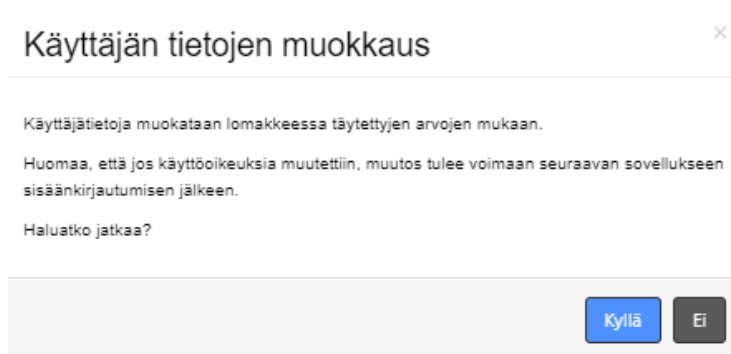 Käyttäjän tietojen muokkaus
×
Käyttäjätietoja muokataan lomakkeessa täytettyjen arvojen mukaan.
Huomaa, että jos käyttöoikeuksia muutettiin, muutos tulee voimaan seuraavan sovellukseen
sisäänkirjautumisen jälkeen.
Haluatko jatkaa?
Kyllä
Ei